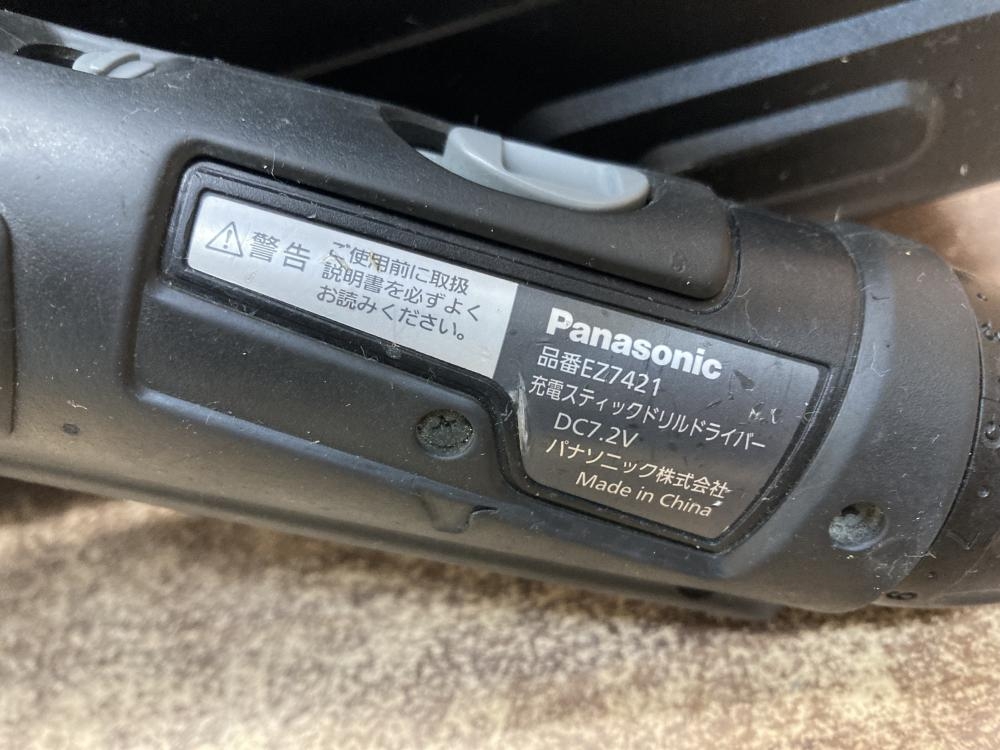 ⚠警告
ご使用前に取扱
説明書を必ずよく
お読みください。
Panasonic
品番EZ7421
充電スティックドリルドライバー
DC7.2V
パナソニック株式会社
Made in China